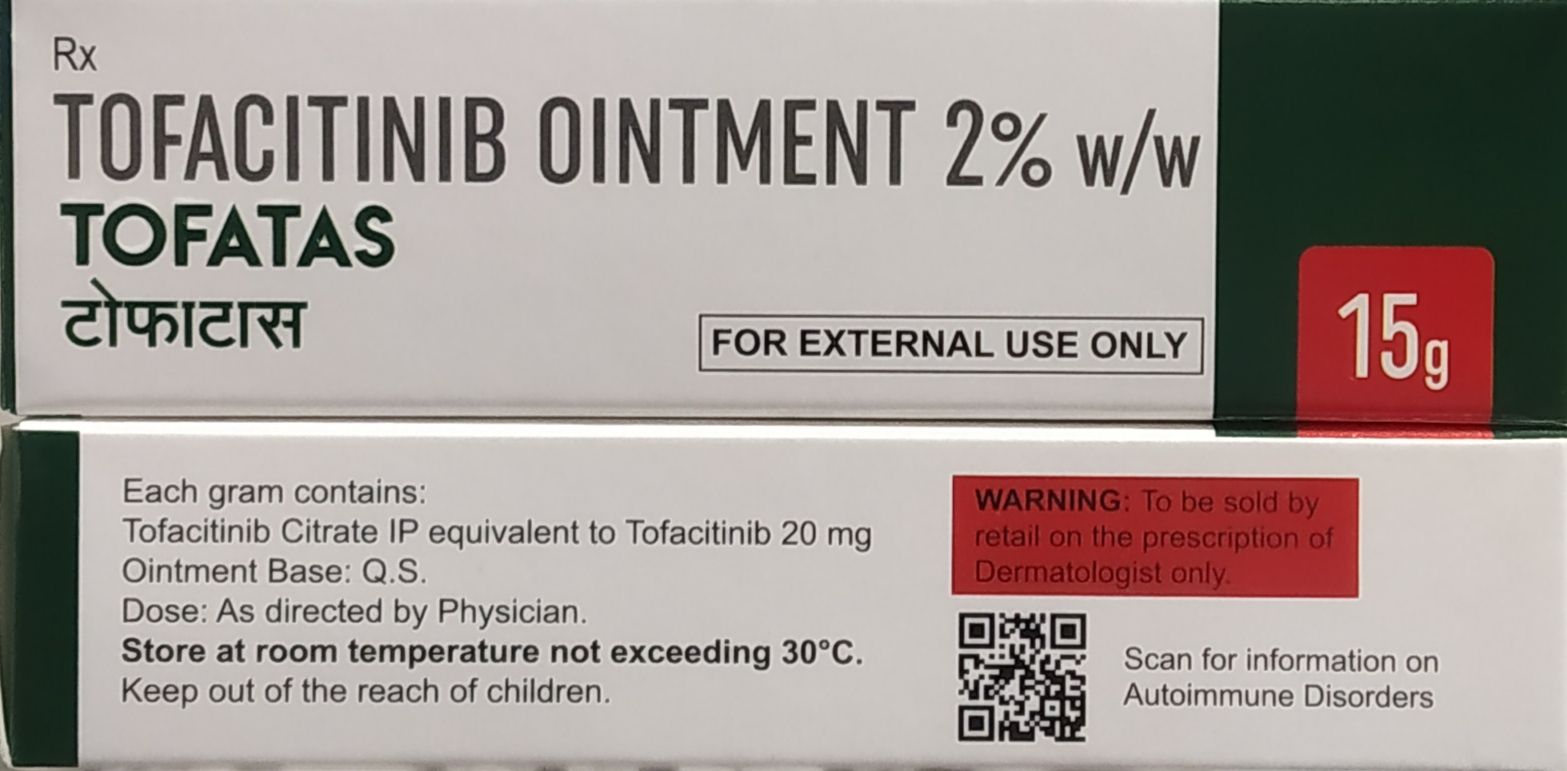 Rx
TOFACITINIB OINTMENT 2% w/w
TOFATAS
टोफाटास
FOR EXTERNAL USE ONLY
15g
Each gram contains:
Tofacitinib Citrate IP equivalent to Tofacitinib 20 mg
Ointment Base: Q.S.
Dose: As directed by Physician.
Store at room temperature not exceeding 30°C.
Keep out of the reach of children.
WARNING: To be sold by
retail on the prescription of
Dermatologist only.
Scan for information on
Autoimmune Disorders